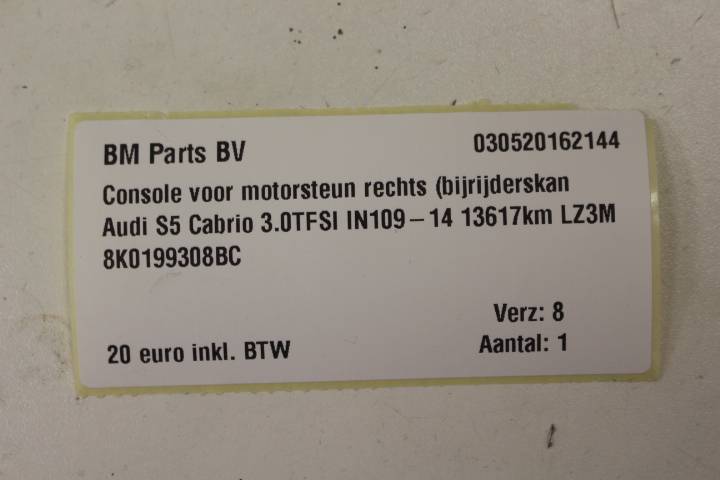 BM Parts BV 030520162144
Console voor motorsteun rechts (bijrijderskan
Audi S5 Cabrio 3.0TFSI IN109-14 13617km LZ3M
8K0199308BC
Verz: 8
20 euro inkl. BTW Aantal: 1